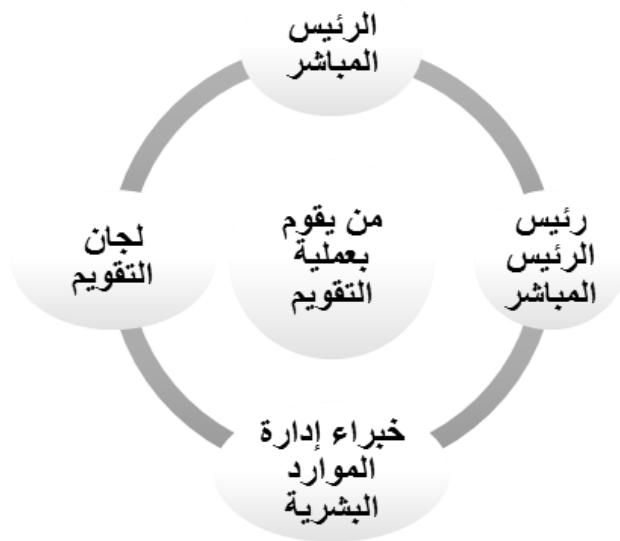 الرئيس
المباشر
رئيس
الرئيس
المباشر
من يقوم
بعملية
التقويم
لجان
التقويم
خبراء إدارة
الموارد
البشرية